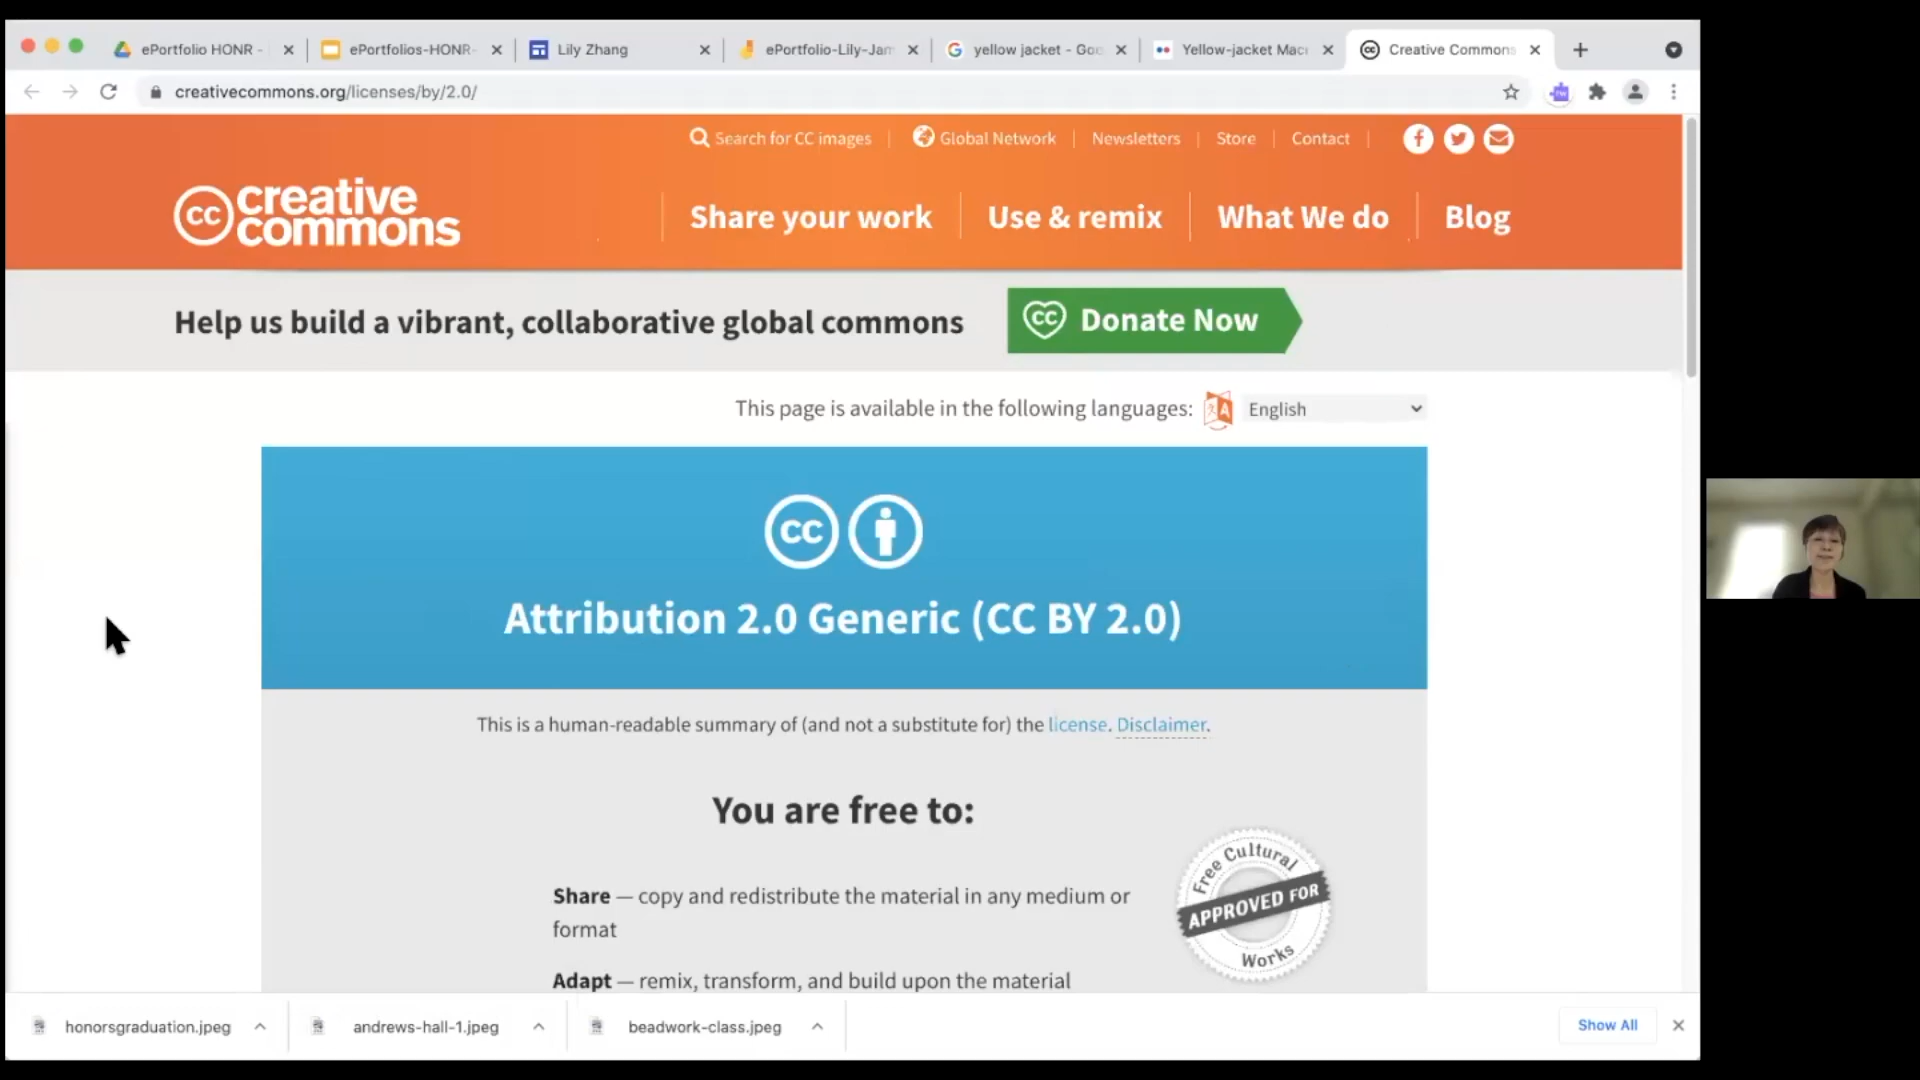 ePortfolio HONR -
ePortfolios-HONR-
Lily Zhang
ePortfolio-Lily-Jam
yellow jacket - Goo
Yellow-jacket Macr
Creative Commons
creativecommons.org/licenses/by/2.0/
Search for CC images
Global Network
Newsletters
Store
Contact
cc creative commons
Share your work
Use & remix
What We do
Blog
Help us build a vibrant, collaborative global commons
cc Donate Now
This page is available in the following languages:
English
cc
Attribution 2.0 Generic (CC BY 2.0)
This is a human-readable summary of (and not a substitute for) the license. Disclaimer.
You are free to:
Share — copy and redistribute the material in any medium or
format
Adapt — remix, transform, and build upon the material
Free Cultural
APPROVED FOR
Works
honorsgraduation.jpeg
andrews-hall-1.jpeg
beadwork-class.jpeg
Show All